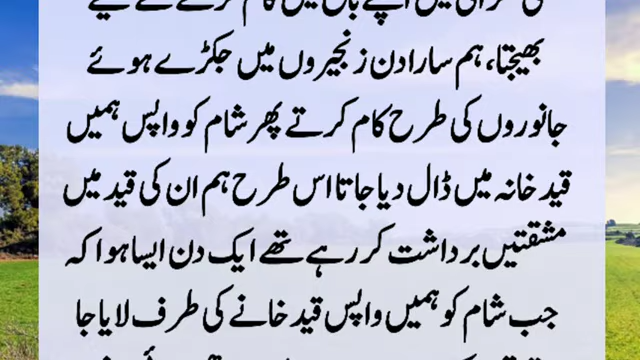 بھیجتا، ہم سارا دن زنجیروں میں جکڑے ہوئے
جانوروں کی طرح کام کرتے پھر شام کو واپس ہمیں
قید خانہ میں ڈال دیا جاتا اس طرح ہم ان کی قید میں
مشقتیں برداشت کر رہے تھے ایک دن ایسا ہوا کہ
جب شام کو ہمیں واپس قید خانے کی طرف لایا جا